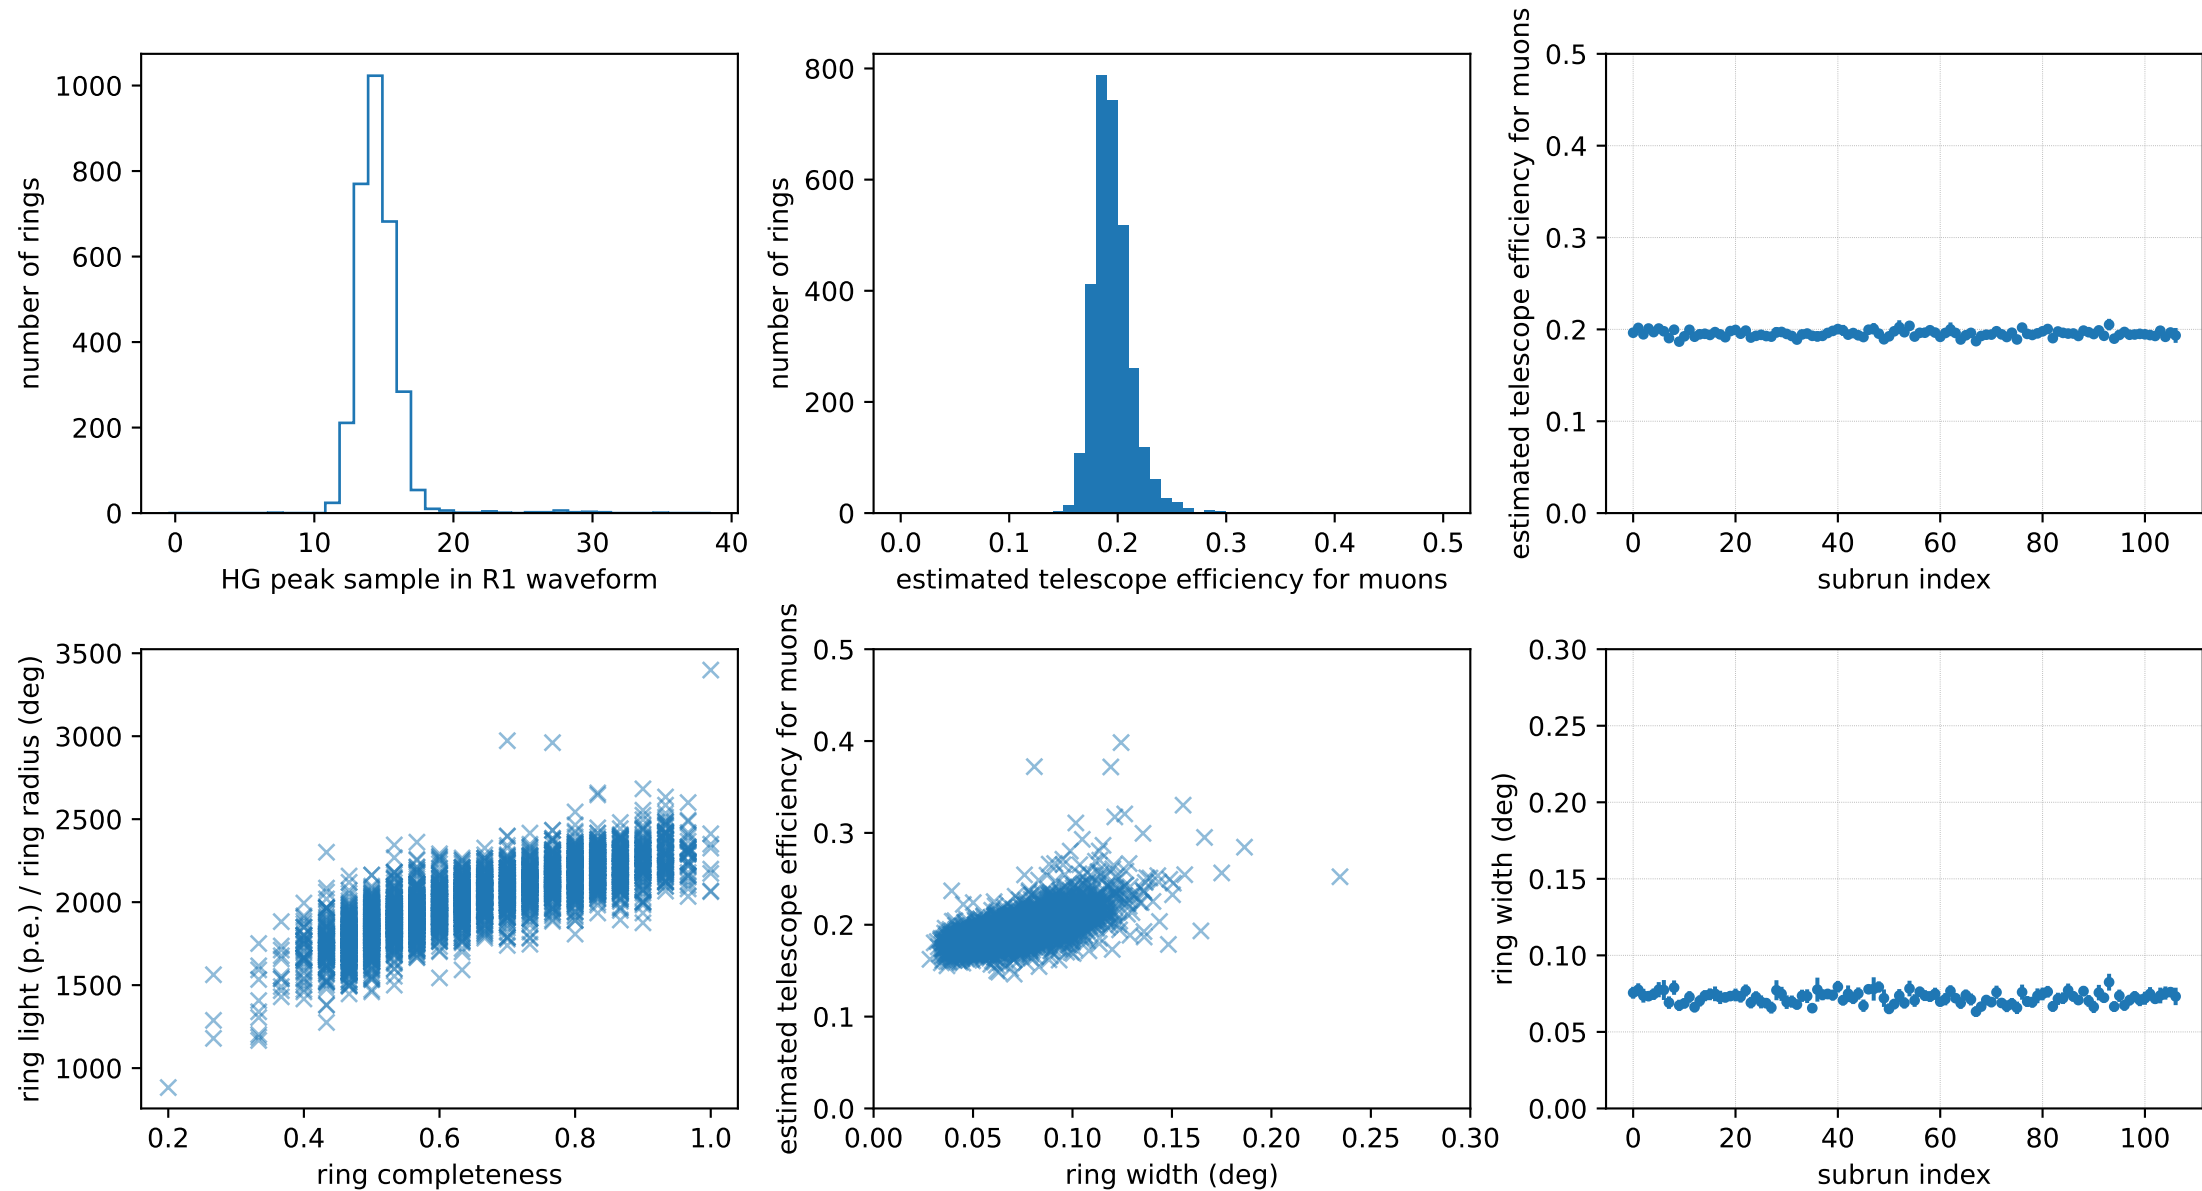 number of rings
1000
800
600
400
200
0
0 10 20 30 40
HG peak sample in R1 waveform
number of rings
800
600
400
200
0
0.0 0.1 0.2 0.3 0.4 0.5
estimated telescope efficiency for muons
estimated telescope efficiency for muons
0.5
0.4
0.3
0.2
0.1
0.0
0 20 40 60 80 100
subrun index
ring light (p.e.) / ring radius (deg)
3500
3000
2500
2000
1500
1000
0.2 0.4 0.6 0.8 1.0
ring completeness
estimated telescope efficiency for muons
0.5
0.4
0.3
0.2
0.1
0.0
0.00 0.05 0.10 0.15 0.20 0.25 0.30
ring width (deg)
ring width (deg)
0.30
0.25
0.20
0.15
0.10
0.05
0.00
0 20 40 60 80 100
subrun index